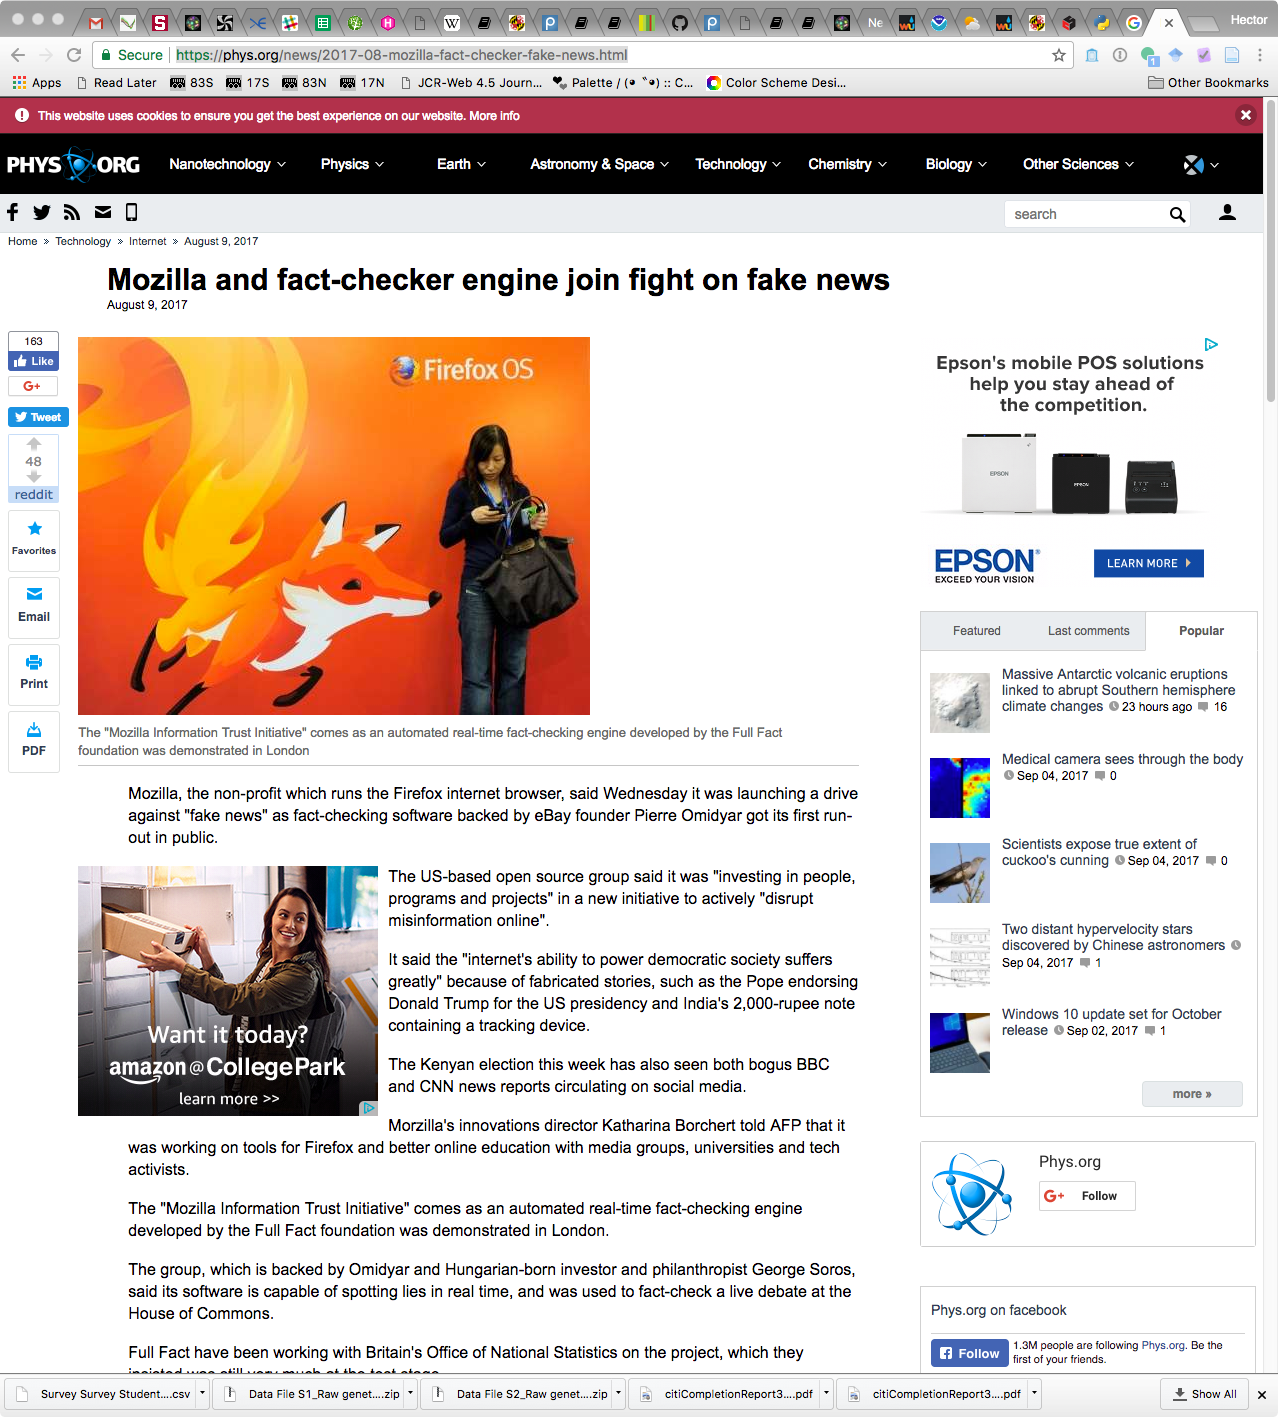 Hector
Secure https://phys.org/news/2017-08-mozilla-fact-checker-fake-news.html
Apps Read Later 83S 17S 83N 17N JCR-Web 4.5 Journ... Palette / (◕‿◕) :: C... Color Scheme Desi... Other Bookmarks
This website uses cookies to ensure you get the best experience on our website. More info
PHYS ORG Nanotechnology Physics Earth Astronomy & Space Technology Chemistry Biology Other Sciences
search
Home » Technology » Internet » August 9, 2017
Mozilla and fact-checker engine join fight on fake news
August 9, 2017
163
Like
G+
Tweet
48
reddit
Favorites
Email
Print
PDF
Firefox OS
The "Mozilla Information Trust Initiative" comes as an automated real-time fact-checking engine developed by the Full Fact
foundation was demonstrated in London
Mozilla, the non-profit which runs the Firefox internet browser, said Wednesday it was launching a drive
against "fake news" as fact-checking software backed by eBay founder Pierre Omidyar got its first run-
out in public.
Want it today?
amazon@CollegePark
learn more >>
The US-based open source group said it was "investing in people,
programs and projects" in a new initiative to actively "disrupt
misinformation online".
It said the "internet's ability to power democratic society suffers
greatly" because of fabricated stories, such as the Pope endorsing
Donald Trump for the US presidency and India's 2,000-rupee note
containing a tracking device.
The Kenyan election this week has also seen both bogus BBC
and CNN news reports circulating on social media.
Morzilla's innovations director Katharina Borchert told AFP that it
was working on tools for Firefox and better online education with media groups, universities and tech
activists.
The "Mozilla Information Trust Initiative" comes as an automated real-time fact-checking engine
developed by the Full Fact foundation was demonstrated in London.
The group, which is backed by Omidyar and Hungarian-born investor and philanthropist George Soros,
said its software is capable of spotting lies in real time, and was used to fact-check a live debate at the
House of Commons.
Full Fact have been working with Britain's Office of National Statistics on the project, which they
insisted was still very much at the test stage.
Epson's mobile POS solutions
help you stay ahead of
the competition.
EPSON
EPSON
EPSON
EXCEED YOUR VISION
LEARN MORE
Featured Last comments Popular
Massive Antarctic volcanic eruptions
linked to abrupt Southern hemisphere
climate changes 23 hours ago 16
Medical camera sees through the body
Sep 04, 2017 0
Scientists expose true extent of
cuckoo's cunning Sep 04, 2017 0
Two distant hypervelocity stars
discovered by Chinese astronomers
Sep 04, 2017 1
Windows 10 update set for October
release Sep 02, 2017 1
more »
Phys.org
G+ Follow
Phys.org on facebook
Follow
1.3M people are following Phys.org. Be the
first of your friends.
Survey Survey Student....csv Data File S1_Raw genet....zip Data File S2_Raw genet....zip citiCompletionReport3....pdf citiCompletionReport3....pdf Show All